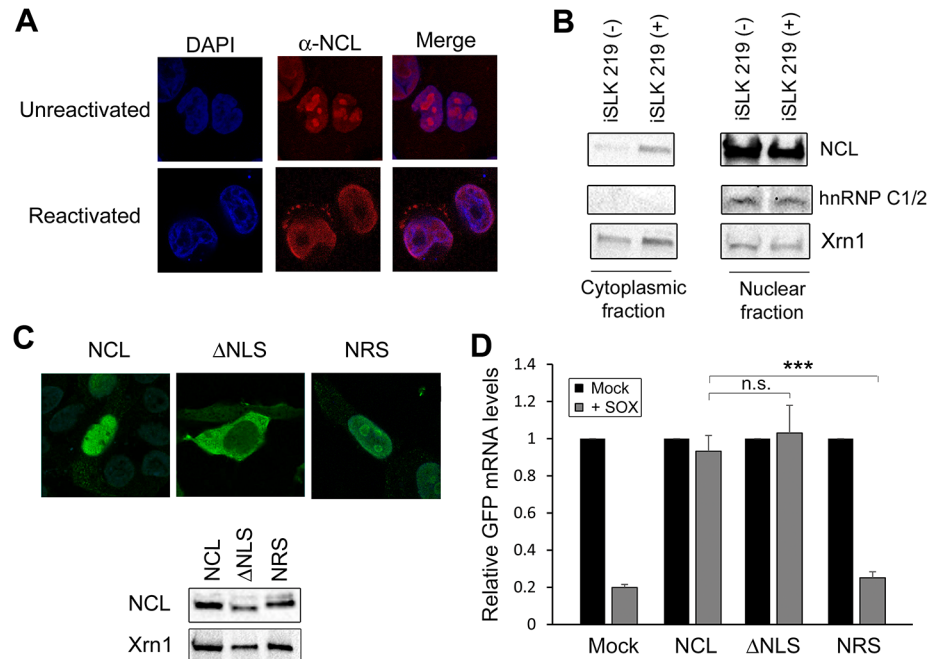 A
DAPI
α-NCL
Merge
Unreactivated
Reactivated
B
iSLK 219 (-)
iSLK 219 (+)
iSLK 219 (-)
iSLK 219 (+)
NCL
hnRNP C1/2
Xrn1
Cytoplasmic
fraction
Nuclear
fraction
C
NCL
ΔNLS
NRS
NCL
ΔNLS
NRS
NCL
Xrn1
D
Relative GFP mRNA levels
1.4
1.2
1
0.8
0.6
0.4
0.2
0
Mock
+ SOX
***
n.s.
Mock
NCL
ΔNLS
NRS